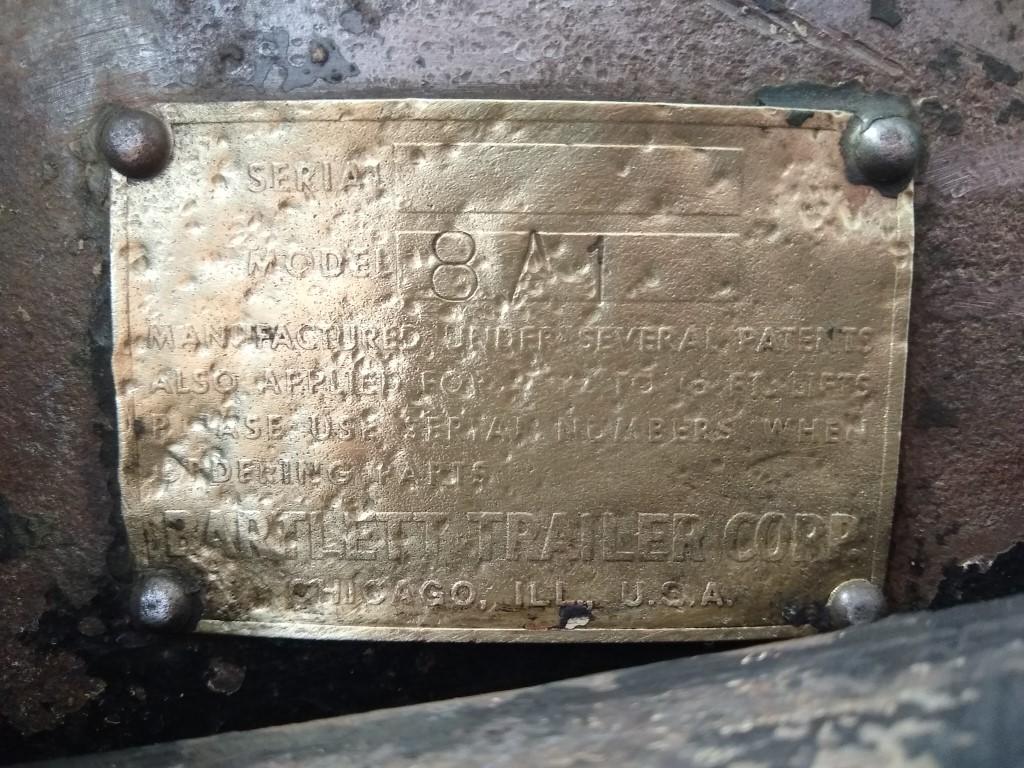 SERIAL
MODEL 8 A 1
MANUFACTURED UNDER SEVERAL PATENTS
ALSO APPLIED FOR TO
PLEASE USE SERIAL NUMBERS WHEN
ORDERING PARTS
BARTLETT TRAILER CORP.
CHICAGO, ILL., U.S.A.